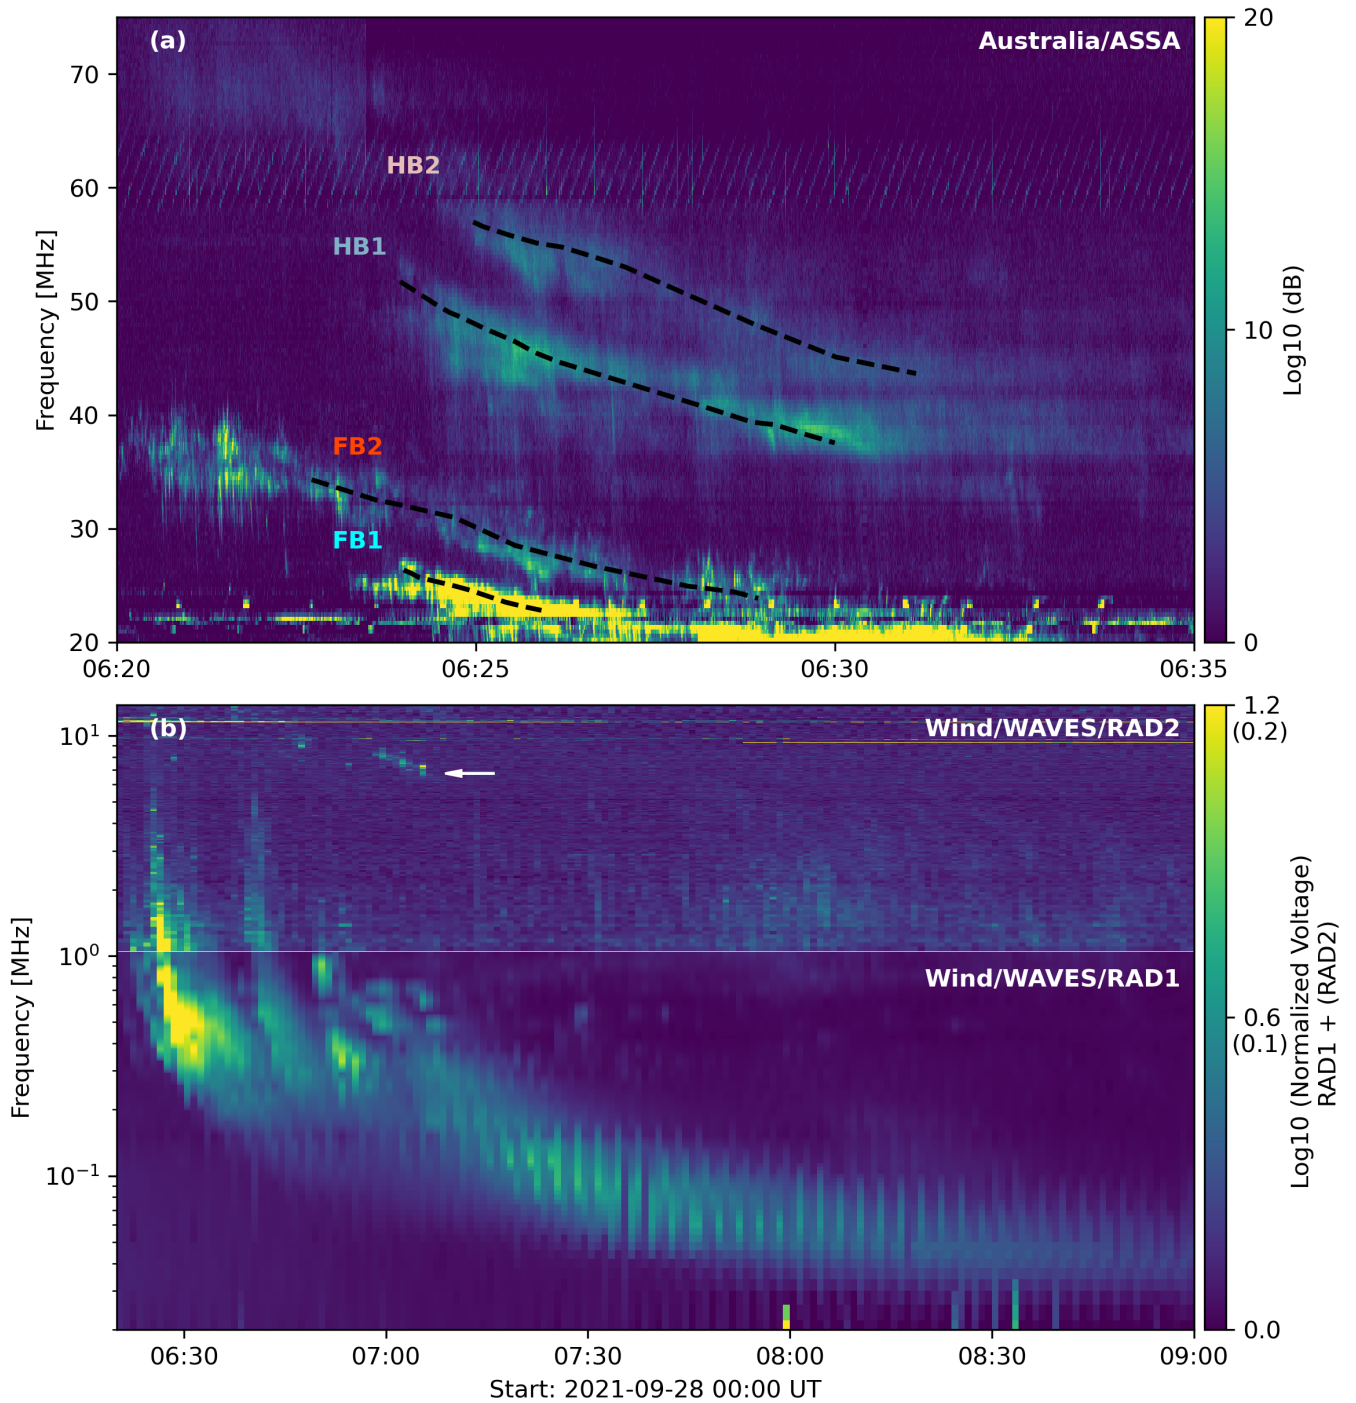 (a)
Australia/ASSA
HB2
HB1
FB2
FB1
Frequency [MHz]
70
60
50
40
30
20
06:20
06:25
06:30
06:35
20
10
0
Log10 (dB)
(b)
Wind/WAVES/RAD2
Wind/WAVES/RAD1
Frequency [MHz]
10¹
10⁰
10⁻¹
06:30
07:00
07:30
08:00
08:30
09:00
Start: 2021-09-28 00:00 UT
1.2
(0.2)
0.6
(0.1)
0.0
Log10 (Normalized Voltage)
RAD1 + (RAD2)